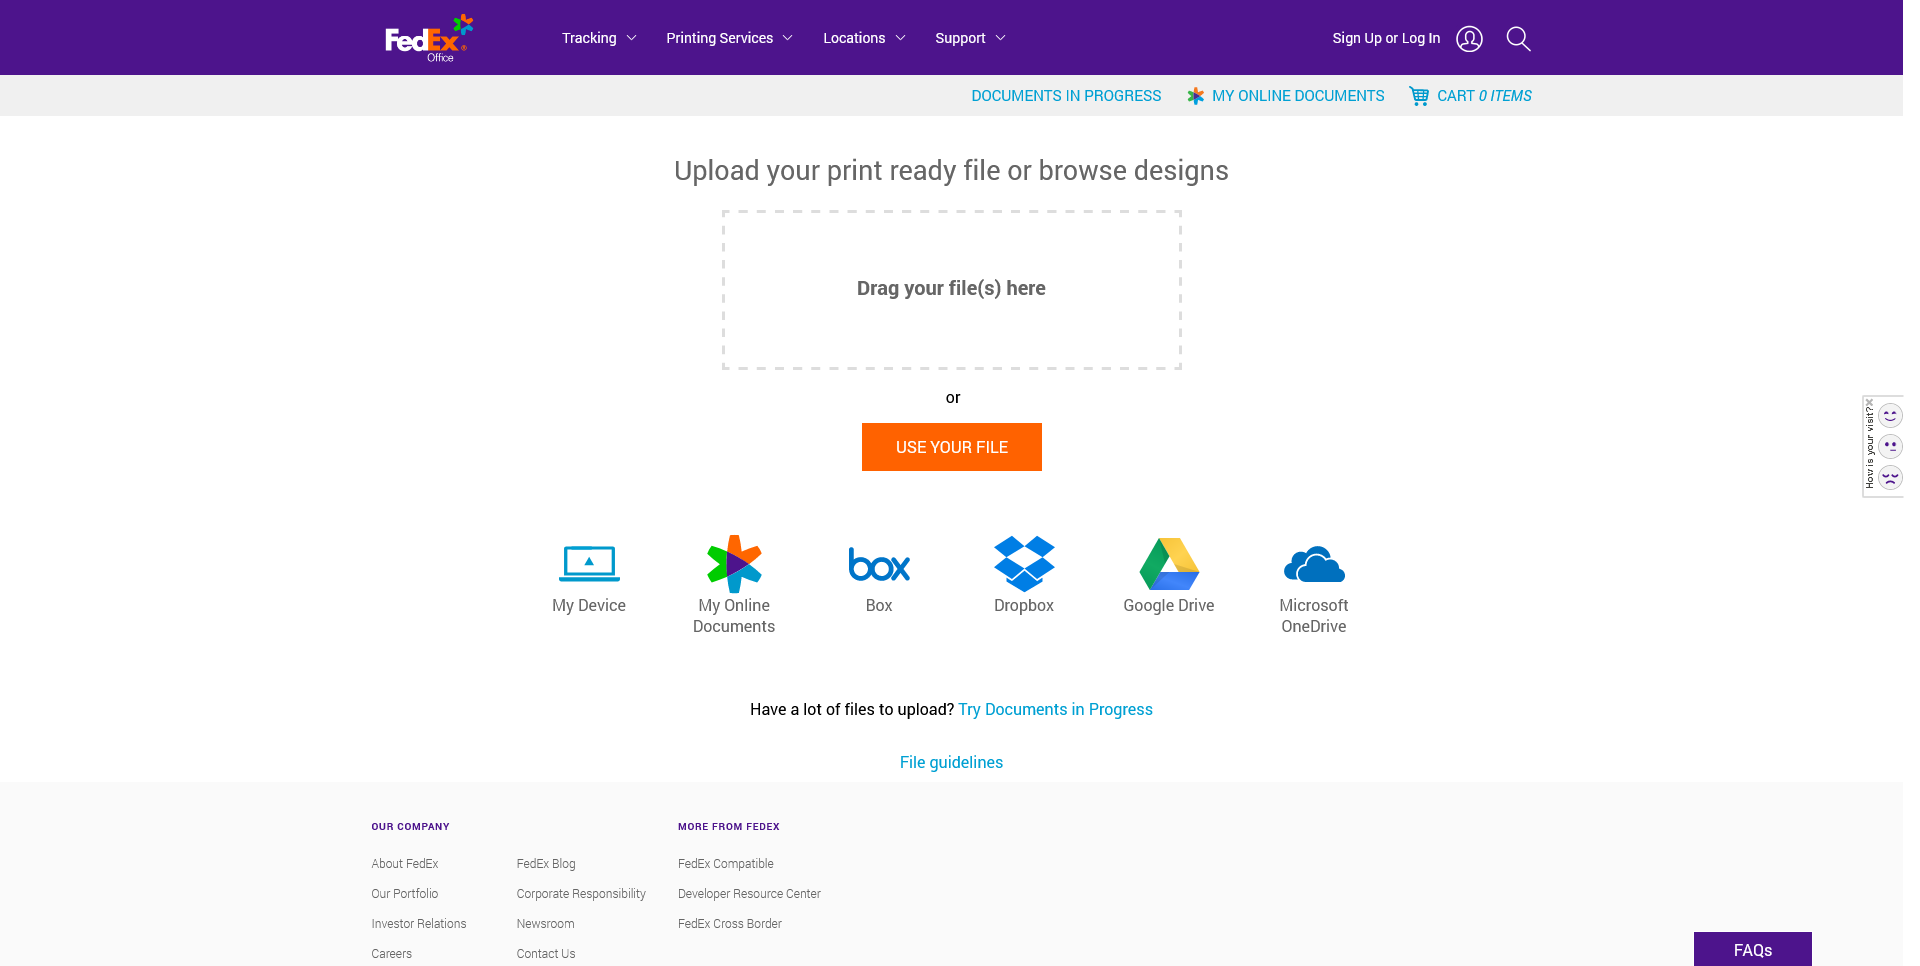 FedEx®
Office
Tracking
Printing Services
Locations
Support
Sign Up or Log In
DOCUMENTS IN PROGRESS
MY ONLINE DOCUMENTS
CART 0 ITEMS
Upload your print ready file or browse designs
Drag your file(s) here
or
USE YOUR FILE
How is your visit?
box
My Device
My Online
Documents
Box
Dropbox
Google Drive
Microsoft
OneDrive
Have a lot of files to upload? Try Documents in Progress
File guidelines
OUR COMPANY
About FedEx
Our Portfolio
Investor Relations
Careers
FedEx Blog
Corporate Responsibility
Newsroom
Contact Us
MORE FROM FEDEX
FedEx Compatible
Developer Resource Center
FedEx Cross Border
FAQs